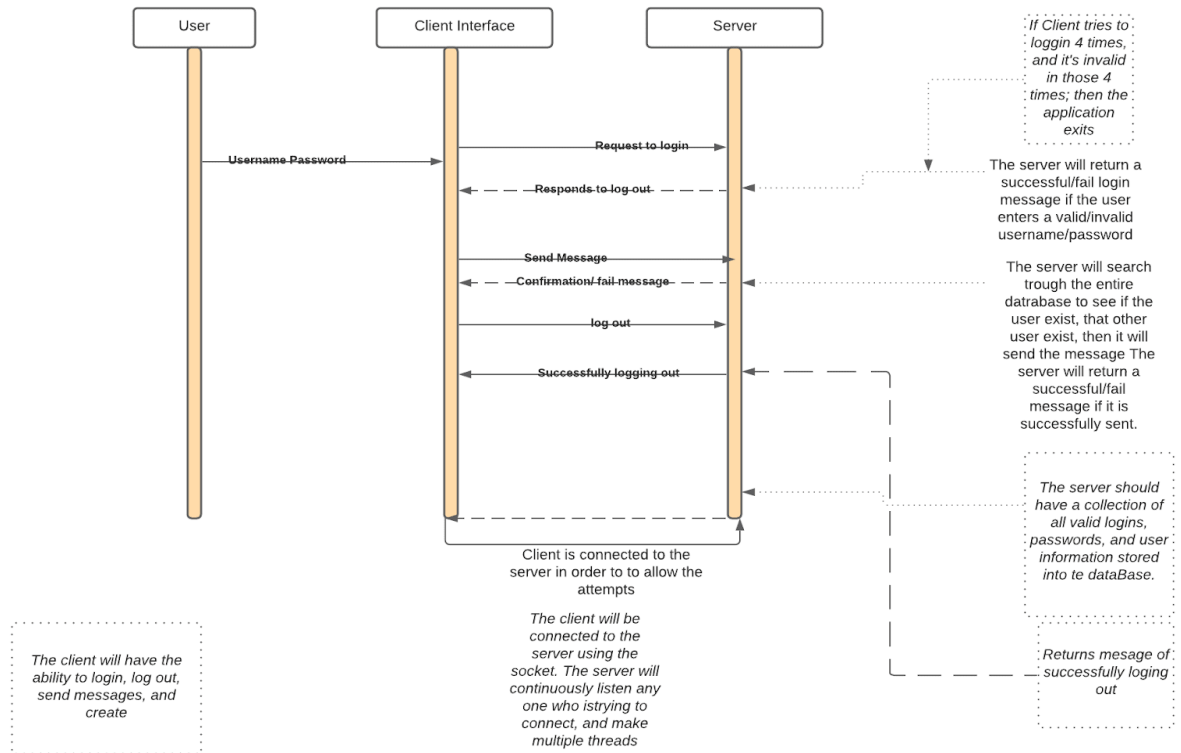 User
Client Interface
Server
If Client tries to
loggin 4 times,
and it's invalid
in those 4
times; then the
application
exits
Request to login
Username Password
Responds to log out
The server will return a
successful/fail login
message if the user
enters a valid/invalid
username/password
Send Message
Confirmation/ fail message
The server will search
trough the entire
datrabase to see if the
user exist, that other
user exist, then it will
send the message The
server will return a
successful/fail
message if it is
successfully sent.
log out
Successfully logging out
The server should
have a collection of
all valid logins,
passwords, and user
information stored
into te dataBase.
Client is connected to the
server in order to to allow the
attempts
The client will be
connected to the
server using the
socket. The server will
continuously listen any
one who istrying to
connect, and make
multiple threads
Returns mesage of
successfully loging
out
The client will have the
ability to login, log out,
send messages, and
create